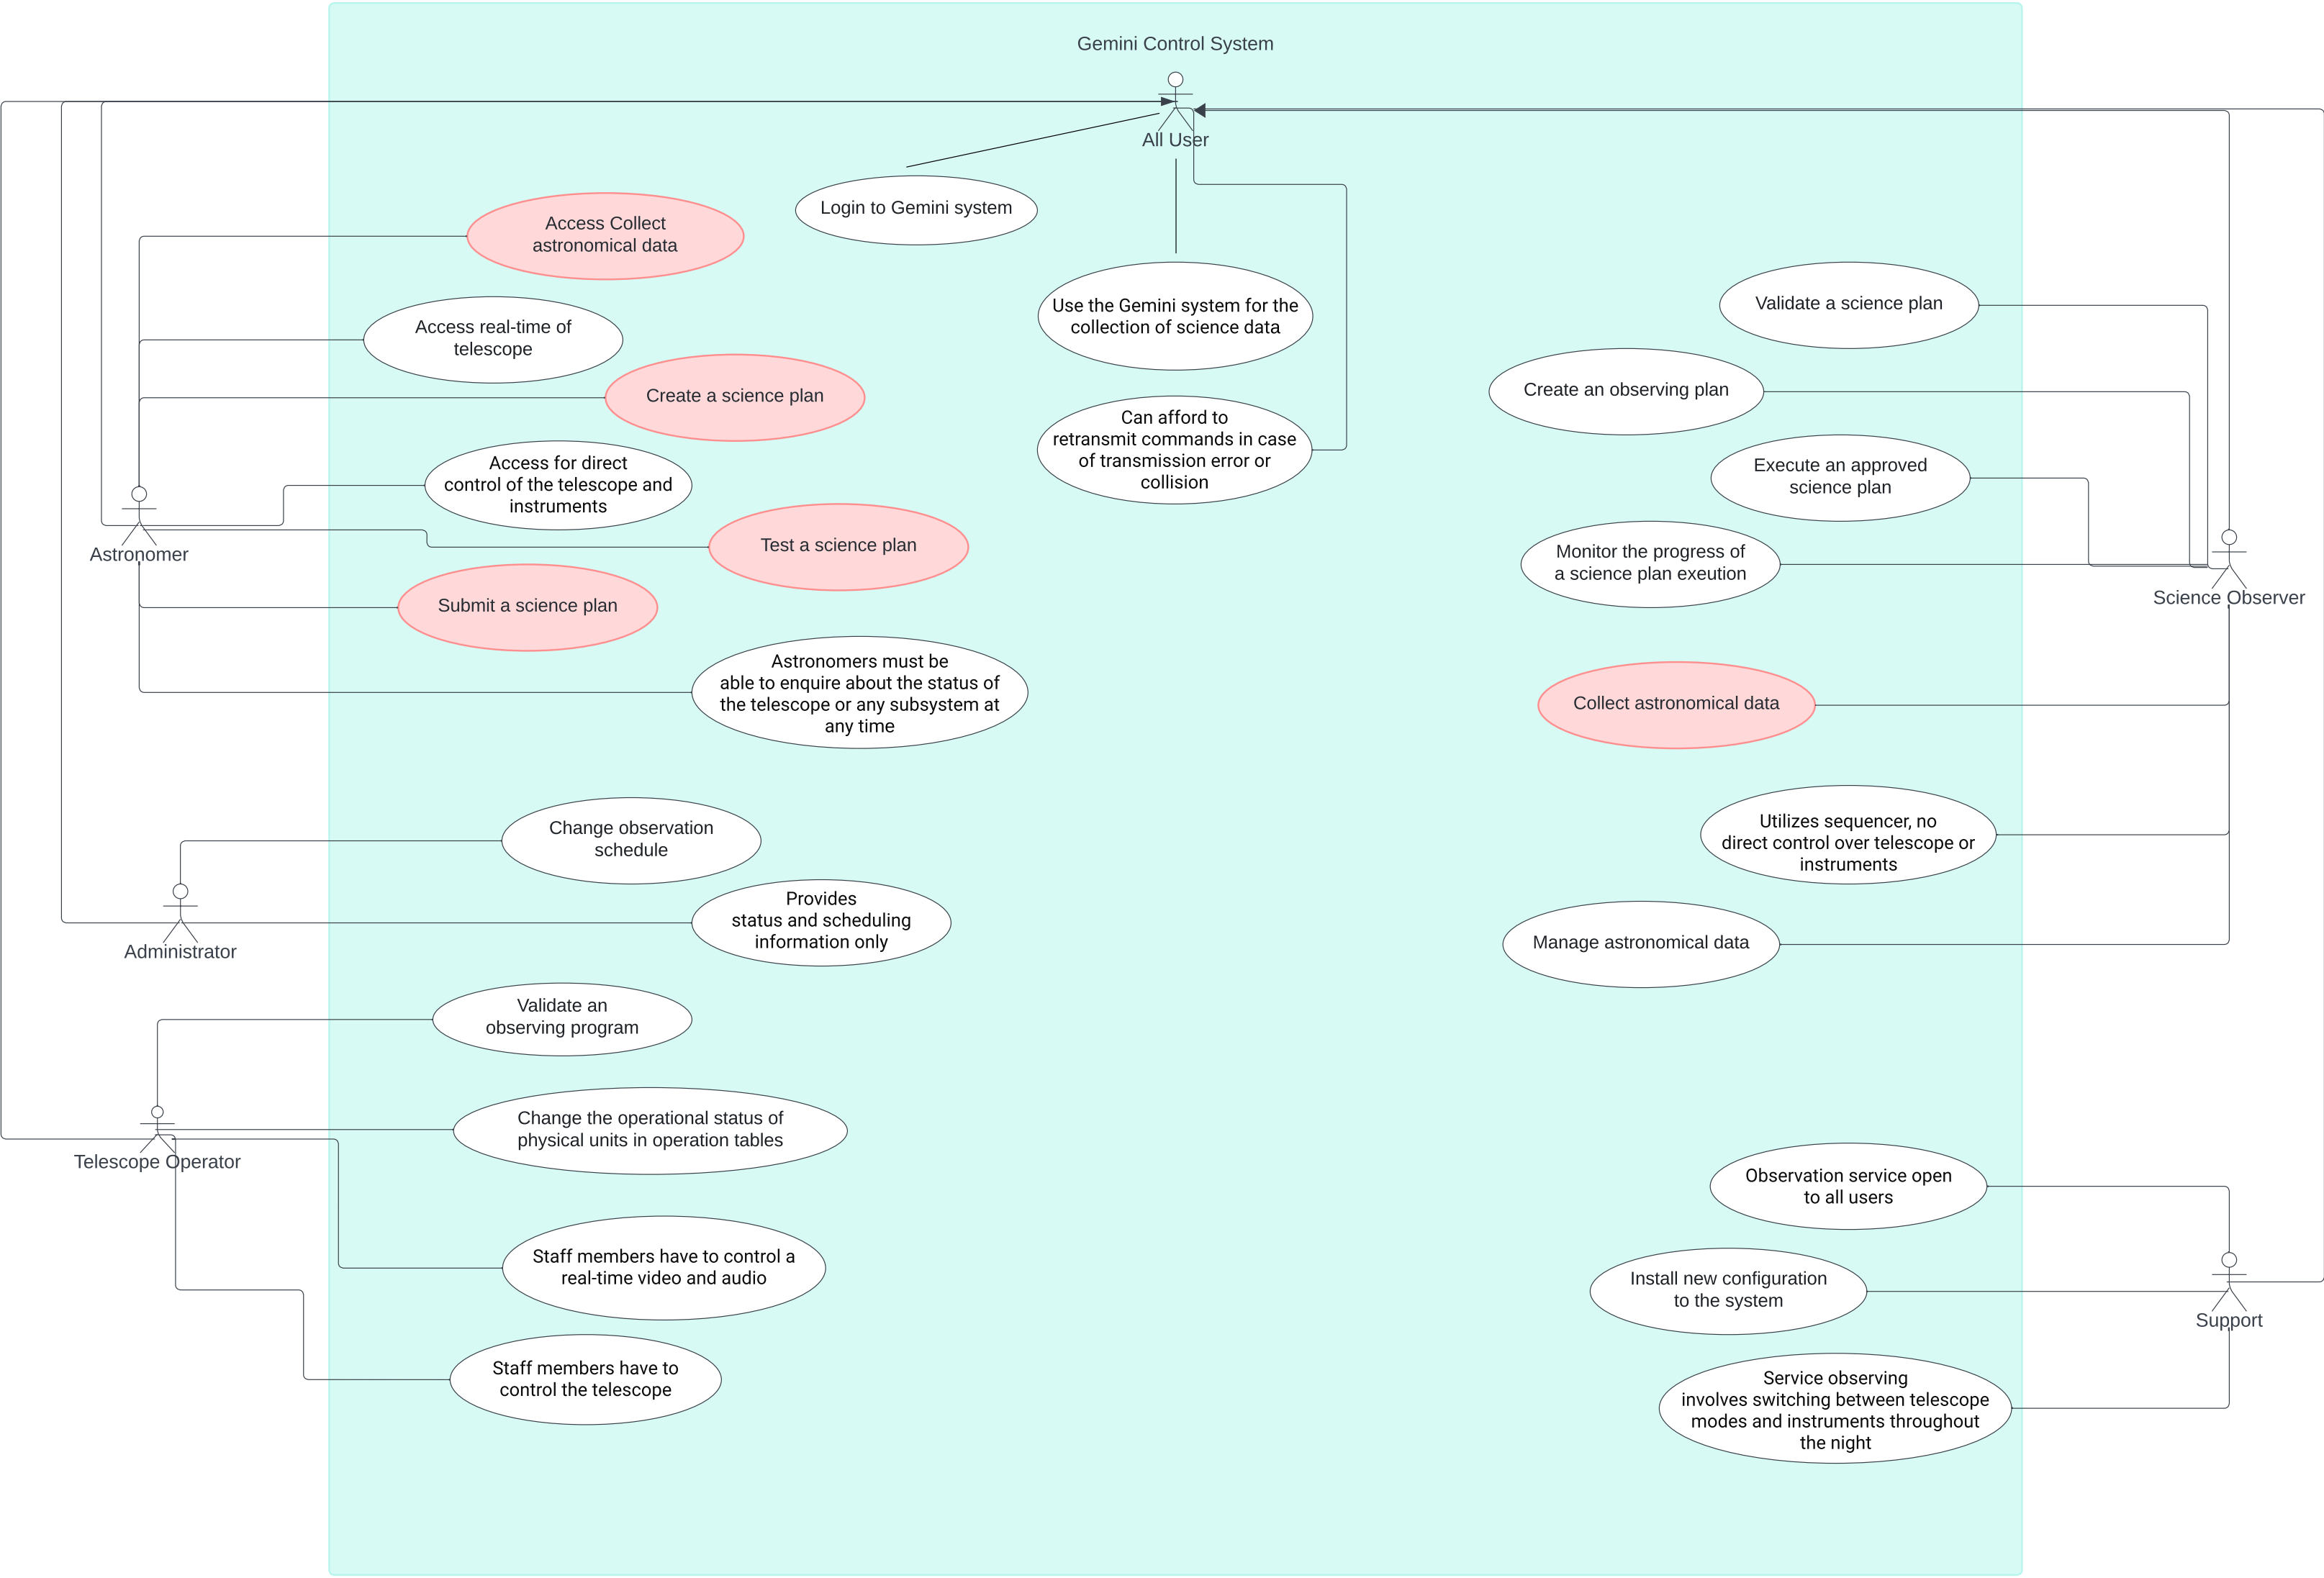 Gemini Control System
All User
Login to Gemini system
Access Collect
astronomical data
Use the Gemini system for the
collection of science data
Validate a science plan
Access real-time of
telescope
Create a science plan
Create an observing plan
Can afford to
retransmit commands in case
of transmission error or
collision
Access for direct
control of the telescope and
instruments
Execute an approved
science plan
Astronomer
Test a science plan
Monitor the progress of
a science plan exeution
Science Observer
Submit a science plan
Astronomers must be
able to enquire about the status of
the telescope or any subsystem at
any time
Collect astronomical data
Change observation
schedule
Utilizes sequencer, no
direct control over telescope or
instruments
Provides
status and scheduling
information only
Administrator
Manage astronomical data
Validate an
observing program
Change the operational status of
physical units in operation tables
Telescope Operator
Observation service open
to all users
Staff members have to control a
real-time video and audio
Install new configuration
to the system
Support
Staff members have to
control the telescope
Service observing
involves switching between telescope
modes and instruments throughout
the night